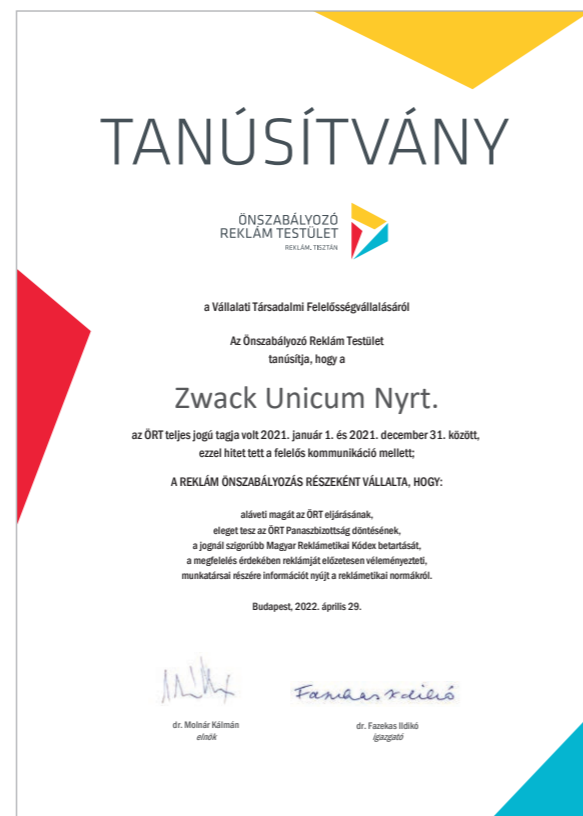 TANÚSÍTVÁNY
ÖNSZABÁLYOZÓ
REKLÁM TESTÜLET
REKLÁM. TISZTÁN
a Vállalati Társadalmi Felelősségvállalásáról
Az Önszabályozó Reklám Testület
tanúsítja, hogy a
Zwack Unicum Nyrt.
az ÖRT teljes jogú tagja volt 2021. január 1. és 2021. december 31. között,
ezzel hitet tett a felelős kommunikáció mellett;
A REKLÁM ÖNSZABÁLYOZÁS RÉSZEKÉNT VÁLLALTA, HOGY:
aláveti magát az ÖRT eljárásának,
eleget tesz az ÖRT Panaszbizottság döntésének,
a jognál szigorúbb Magyar Reklámetikai Kódex betartását,
a megfelelés érdekében reklámját előzetesen véleményezteti,
munkatársai részére információt nyújt a reklámetikai normákról.
Budapest, 2022. április 29.
Fazekas Ildikó
dr. Molnár Kálmán
elnök
dr. Fazekas Ildikó
igazgató